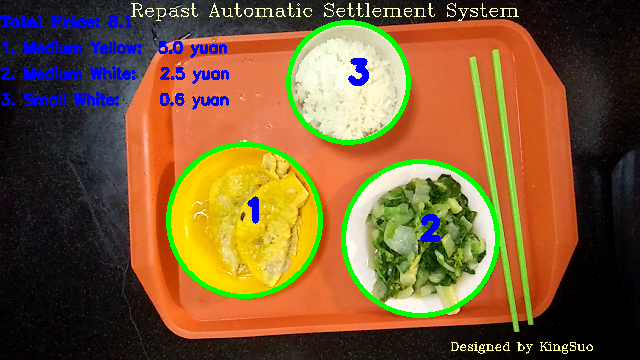 Repast Automatic Settlement System
Total Price: 8.1
1. Medium Yellow: 5.0 yuan
2. Medium White: 2.5 yuan
3. Small White: 0.6 yuan
3
1
2
Designed by KingSuo